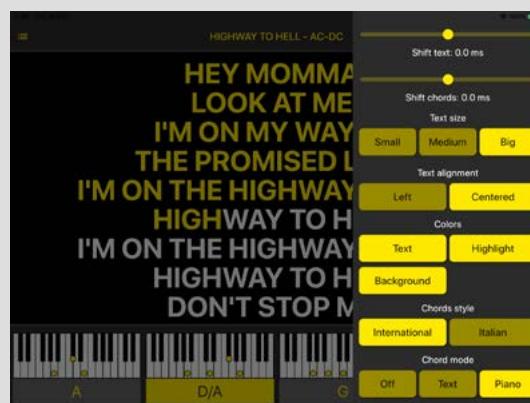 HIGHWAY TO HELL - AC-DC
HEY MOMMA
LOOK AT ME
I'M ON MY WAY
THE PROMISED L
I'M ON THE HIGHWAY
HIGHWAY TO H
I'M ON THE HIGHWAY
HIGHWAY TO H
DON'T STOP M
A
D/A
G
Shift text: 0.0 ms
Shift chords: 0.0 ms
Text size
Small
Medium
Big
Text alignment
Left
Centered
Colors
Text
Highlight
Background
Chords style
International
Italian
Chord mode
Off
Text
Piano